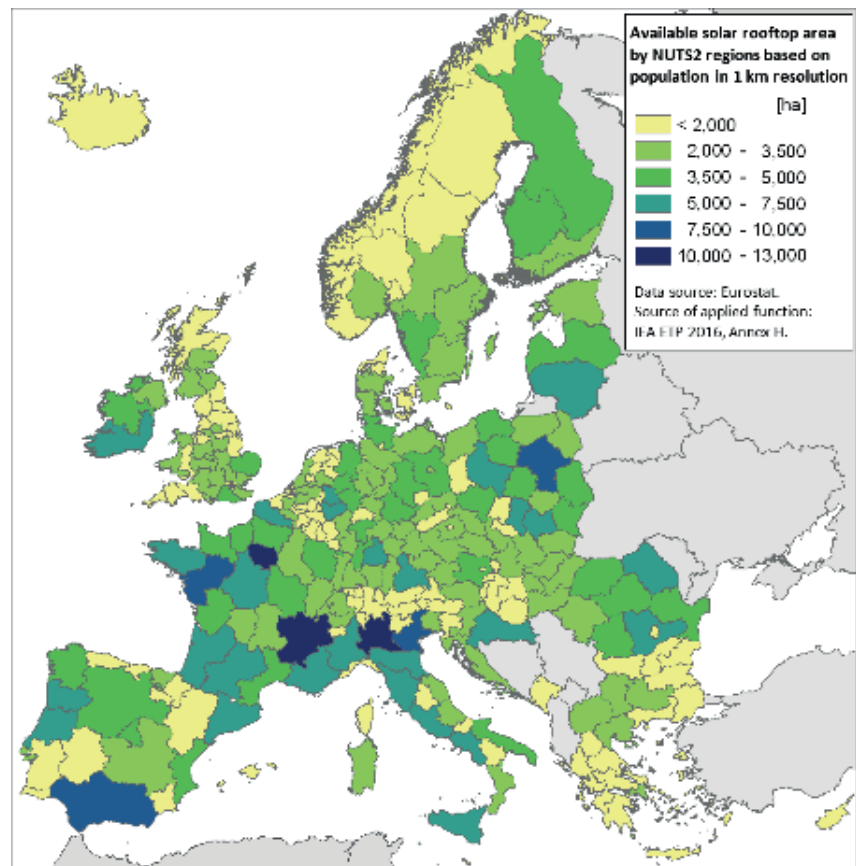 Available solar rooftop area
by NUTS2 regions based on
population in 1 km resolution
[ha]
< 2,000
2,000 - 3,500
3,500 - 5,000
5,000 - 7,500
7,500 - 10.000
10,000 - 13,000
Data source: Eurostat.
Source of applied function:
IEA ETP 2016, Annex H.